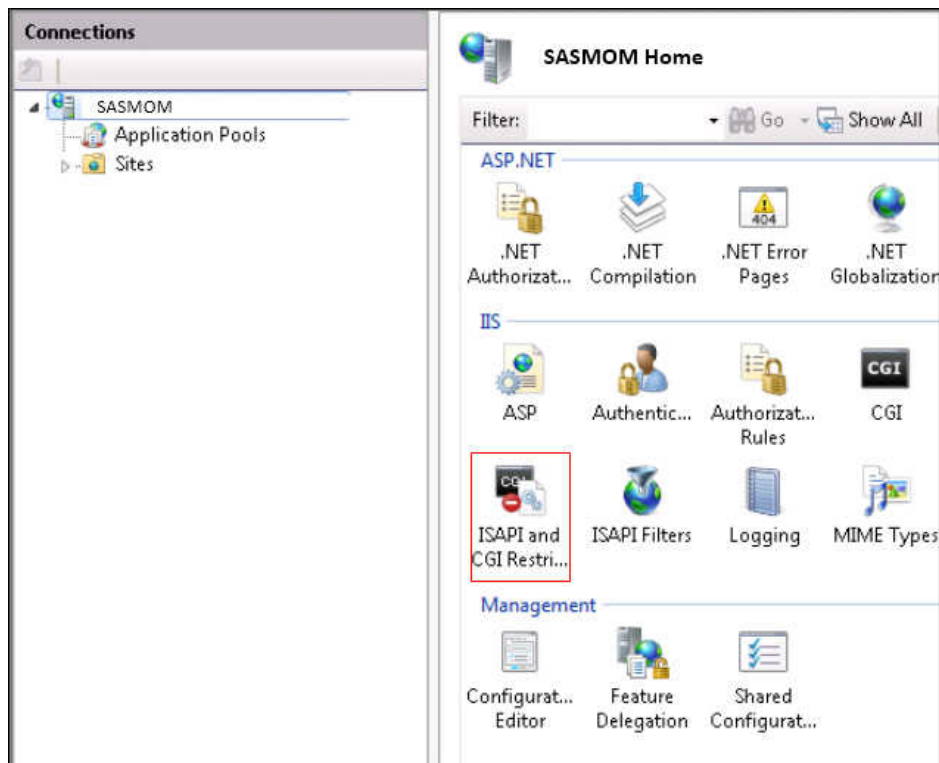 Connections
SASMOM
Application Pools
Sites
SASMOM Home
Filter: Go Show All
ASP.NET
.NET Authorizat... .NET Compilation .NET Error Pages .NET Globalization
404
IIS
ASP Authentic... Authorizat... Rules CGI
CGI
ISAPI and CGI Restri... ISAPI Filters Logging MIME Types
CGI
Management
Configurat... Editor Feature Delegation Shared Configurat...